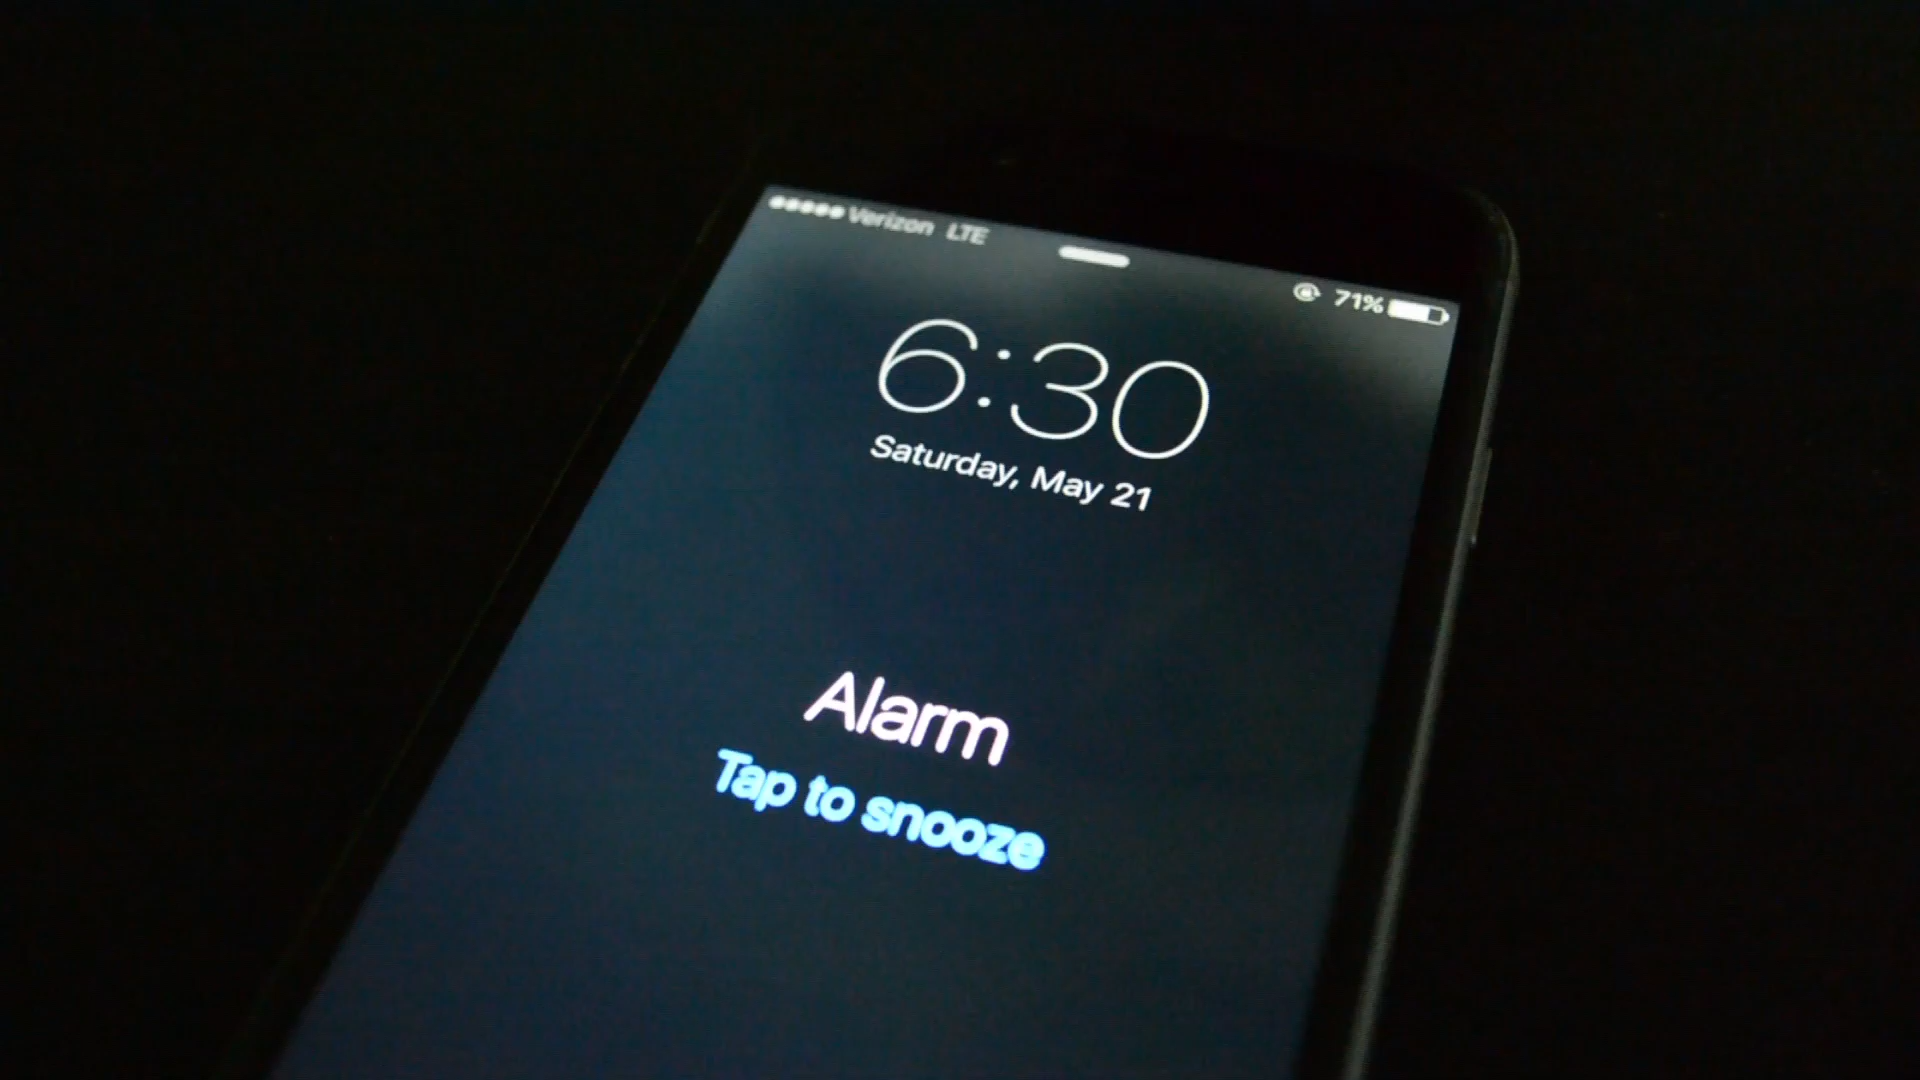 Verizon LTE
71%
6:30
Saturday, May 21
Alarm
Tap to snooze